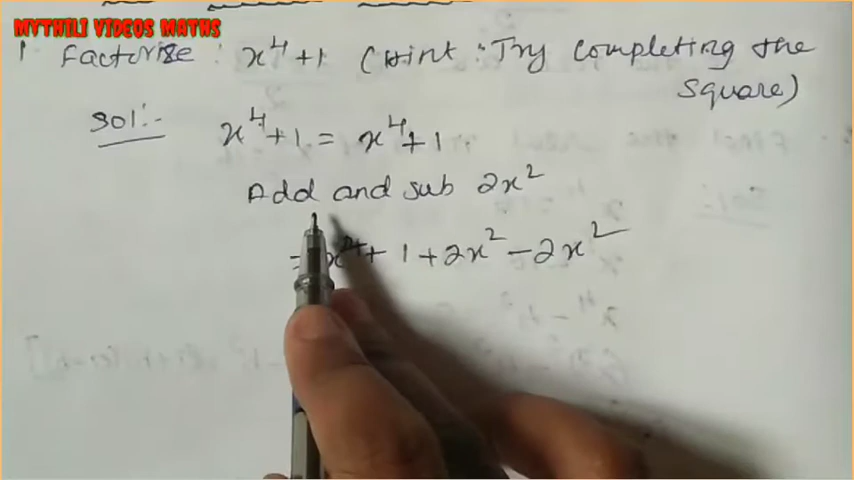 MYTHILI VIDEOS MATHS
1 Factorize : x⁴+1 (Hint : Try completing the
square)
Sol:-
x⁴+1 = x⁴+1
Add and sub 2x²
= x⁴+ 1 + 2x² - 2x²